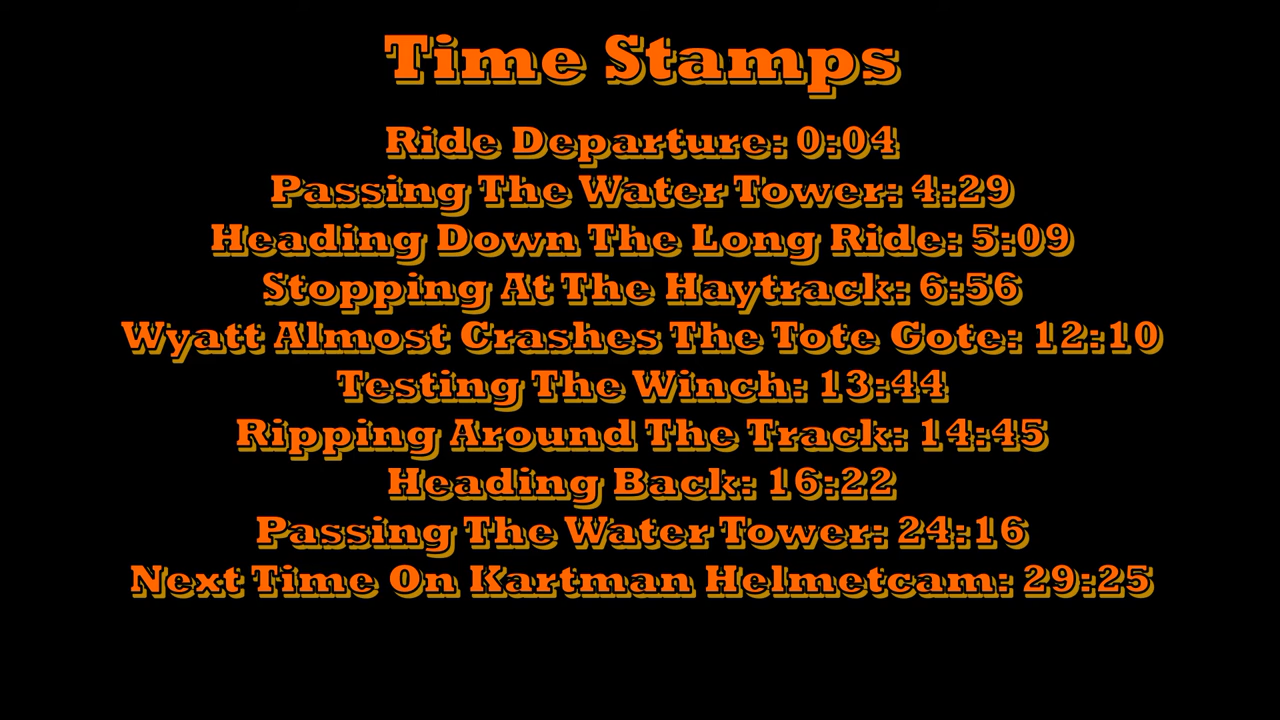 Time Stamps
Ride Departure: 0:04
Passing The Water Tower: 4:29
Heading Down The Long Ride: 5:09
Stopping At The Haytrack: 6:56
Wyatt Almost Crashes The Tote Gote: 12:10
Testing The Winch: 13:44
Ripping Around The Track: 14:45
Heading Back: 16:22
Passing The Water Tower: 24:16
Next Time On Kartman Helmetcam: 29:25